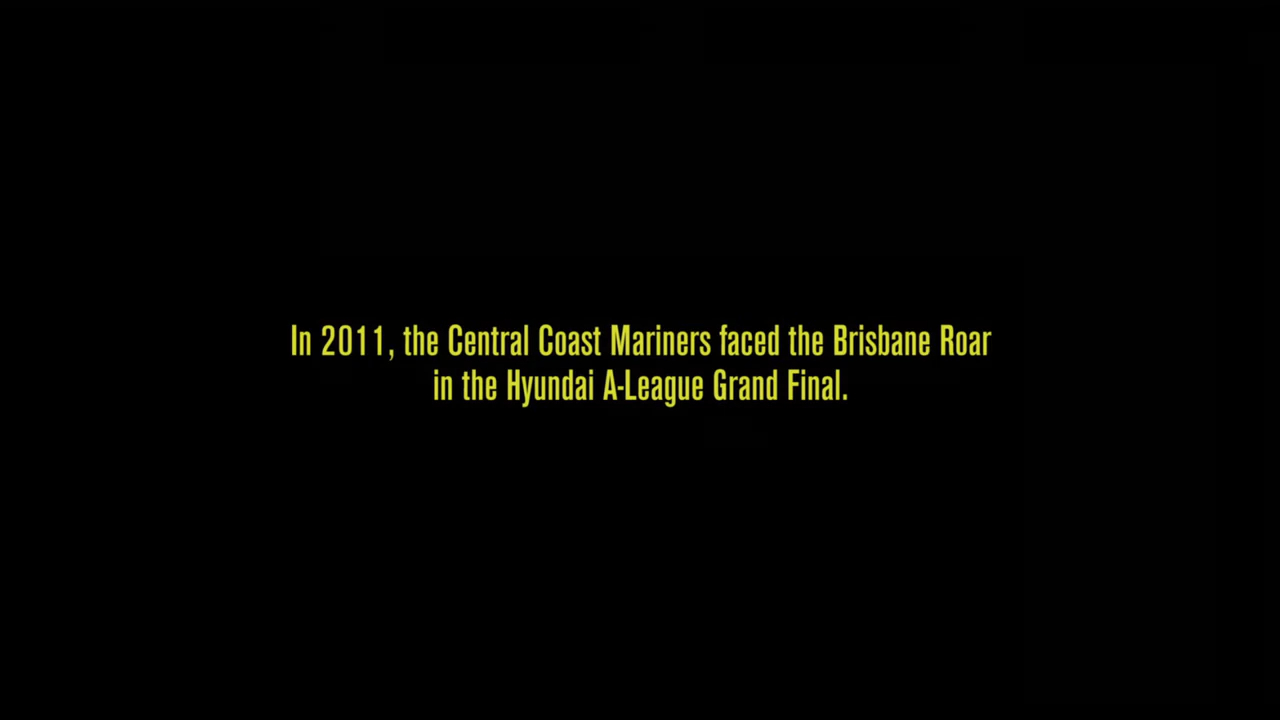 In 2011, the Central Coast Mariners faced the Brisbane Roar
in the Hyundai A-League Grand Final.